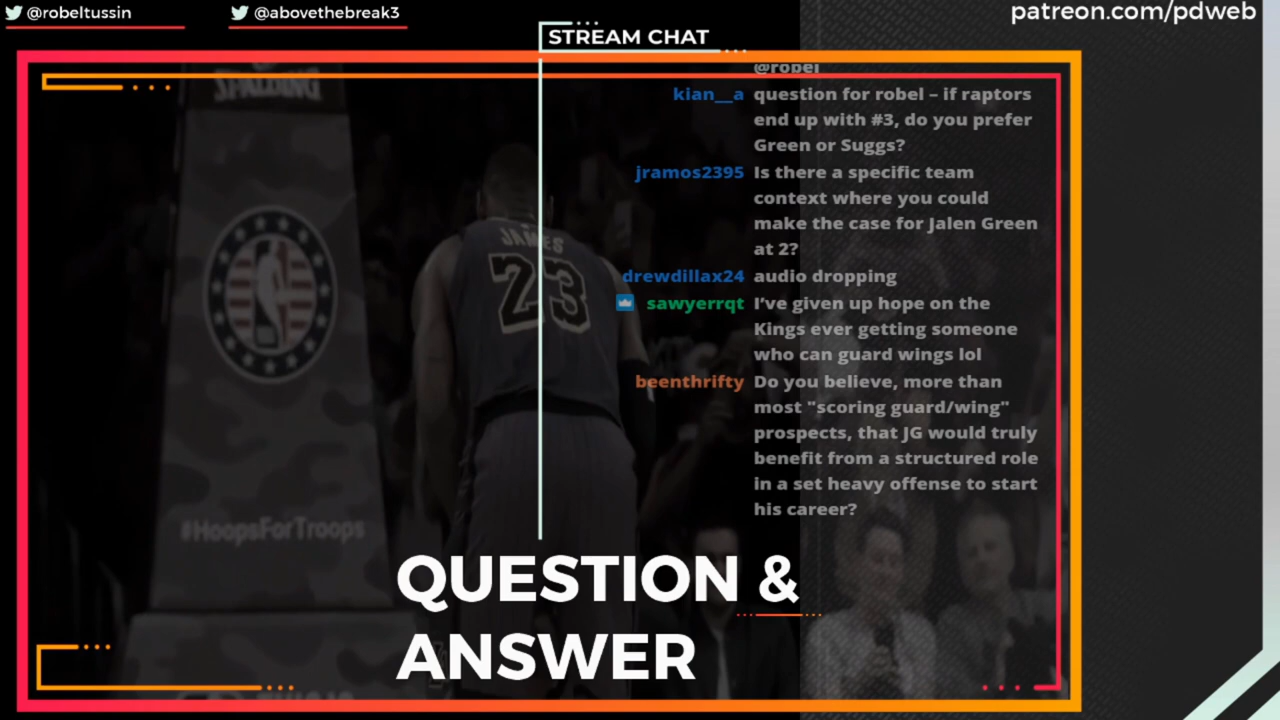 @robeltussin
@abovethebreak3
patreon.com/pdweb
STREAM CHAT
@robel
kian__a question for robel – if raptors
end up with #3, do you prefer
Green or Suggs?
jramos2395 Is there a specific team
context where you could
make the case for Jalen Green
at 2?
drewdillax24 audio dropping
sawyerrqt I've given up hope on the
Kings ever getting someone
who can guard wings lol
beenthrifty Do you believe, more than
most "scoring guard/wing"
prospects, that JG would truly
benefit from a structured role
in a set heavy offense to start
his career?
SPALDING
JAMES
23
#HoopsForTroops
QUESTION &
ANSWER